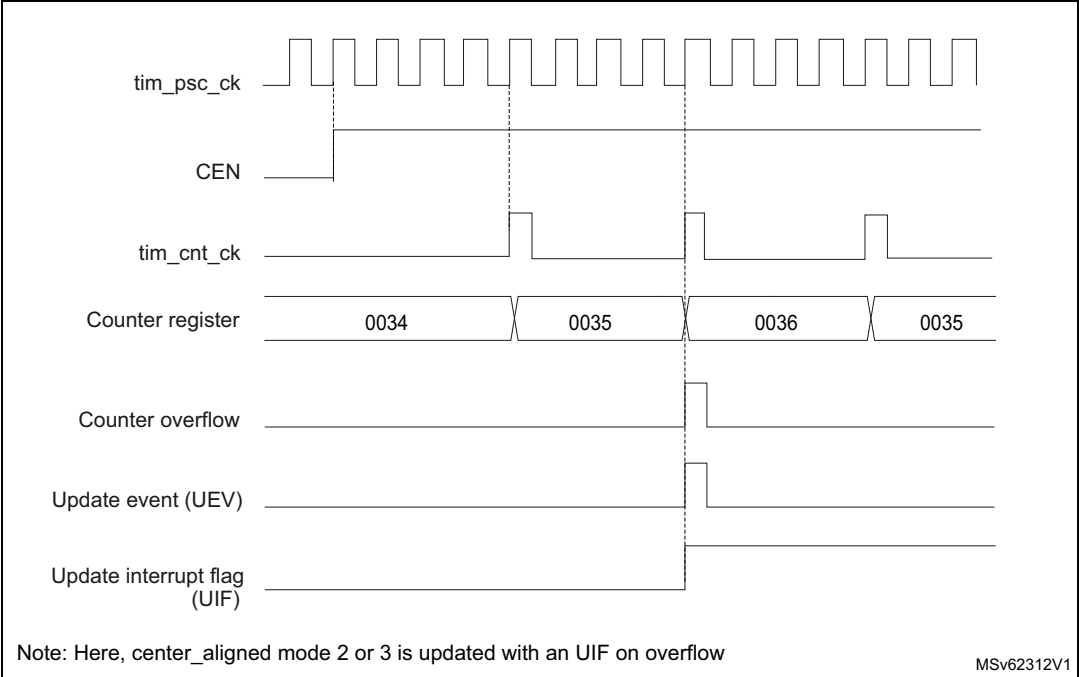 tim_psc_ck
CEN
tim_cnt_ck
Counter register
0034
0035
0036
0035
Counter overflow
Update event (UEV)
Update interrupt flag
(UIF)
Note: Here, center_aligned mode 2 or 3 is updated with an UIF on overflow
MSv62312V1